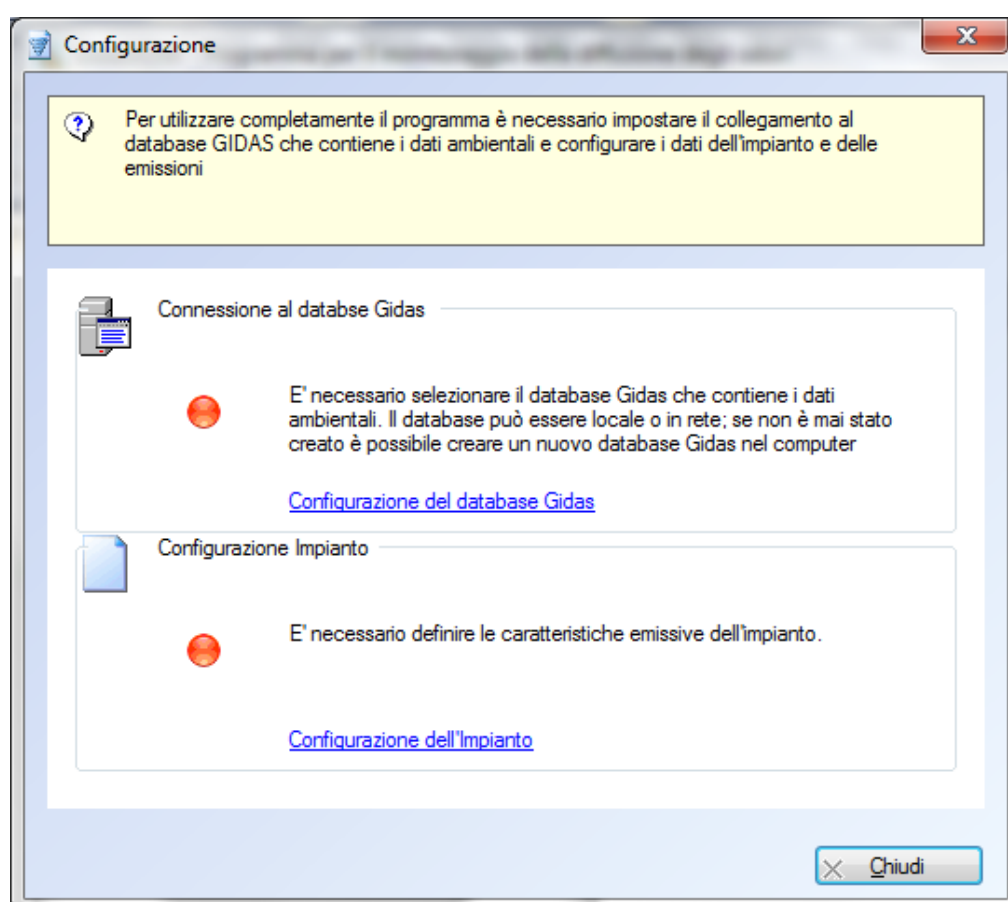 Configurazione
Per utilizzare completamente il programma è necessario impostare il collegamento al
database GIDAS che contiene i dati ambientali e configurare i dati dell'impianto e delle
emissioni
Connessione al databse Gidas
E' necessario selezionare il database Gidas che contiene i dati
ambientali. Il database può essere locale o in rete; se non è mai stato
creato è possibile creare un nuovo database Gidas nel computer
Configurazione del database Gidas
Configurazione Impianto
E' necessario definire le caratteristiche emissive dell'impianto.
Configurazione dell'Impianto
Chiudi